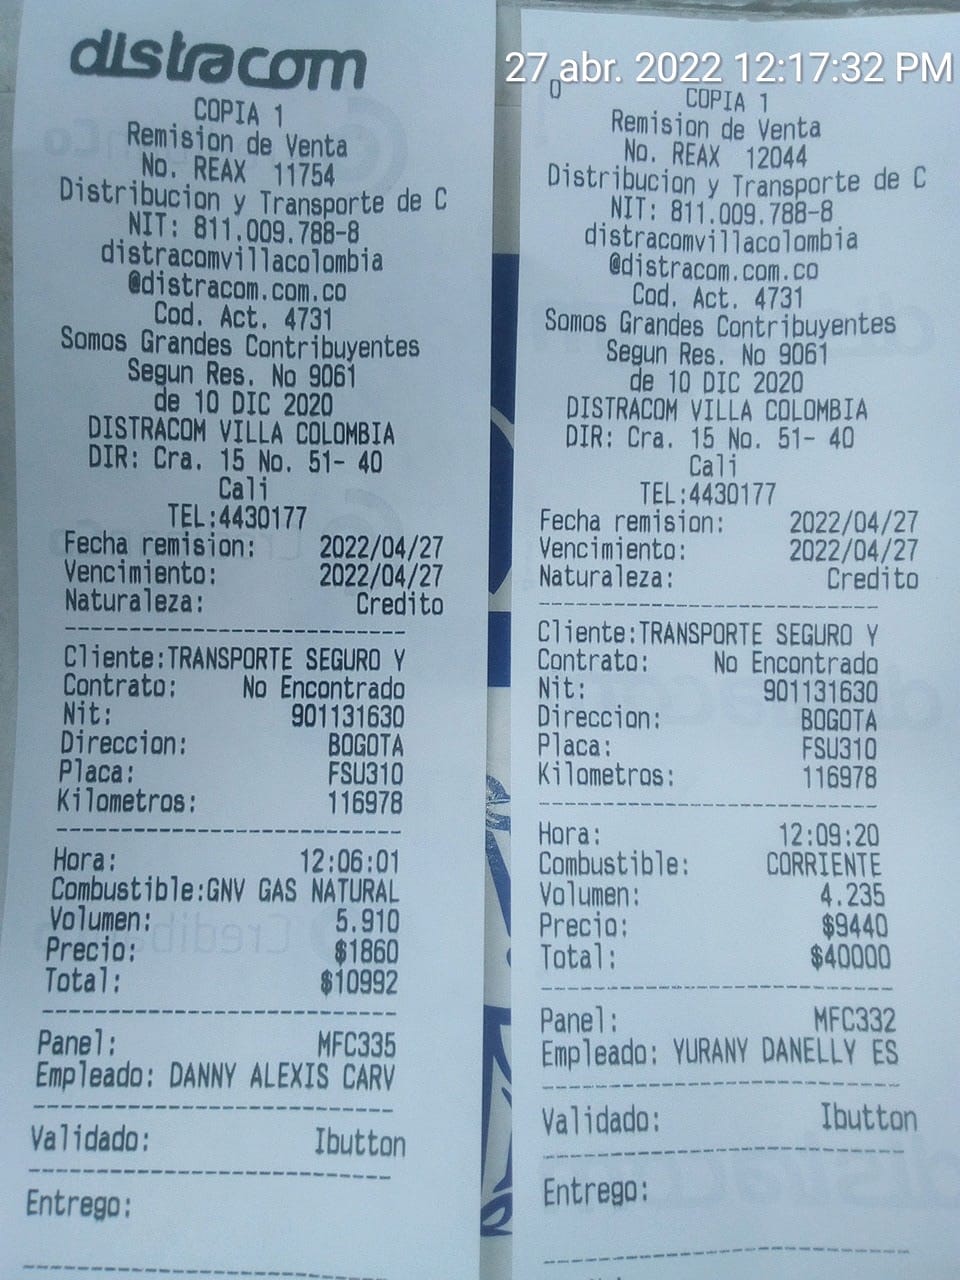 distracom
COPIA 1
Remision de Venta
No. REAX 11754
Distribucion y Transporte de C
NIT: 811.009.788-8
distracomvillacolombia
@distracom.com.co
Cod. Act. 4731
Somos Grandes Contribuyentes
Segun Res. No 9061
de 10 DIC 2020
DISTRACOM VILLA COLOMBIA
DIR: Cra. 15 No. 51- 40
Cali
TEL:4430177
Fecha remision: 2022/04/27
Vencimiento: 2022/04/27
Naturaleza: Credito
Cliente:TRANSPORTE SEGURO Y
Contrato: No Encontrado
Nit: 901131630
Direccion: BOGOTA
Placa: FSU310
Kilometros: 116978
Hora: 12:06:01
Combustible:GNV GAS NATURAL
Volumen: 5.910
Precio: $1860
Total: $10992
Panel: MFC335
Empleado: DANNY ALEXIS CARV
Validado: Ibutton
Entrego:
27 abr. 2022 12:17:32 PM
COPIA 1
Remision de Venta
No. REAX 12044
Distribucion y Transporte de C
NIT: 811.009.788-8
distracomvillacolombia
@distracom.com.co
Cod. Act. 4731
Somos Grandes Contribuyentes
Segun Res. No 9061
de 10 DIC 2020
DISTRACOM VILLA COLOMBIA
DIR: Cra. 15 No. 51- 40
Cali
TEL:4430177
Fecha remision: 2022/04/27
Vencimiento: 2022/04/27
Naturaleza: Credito
Cliente:TRANSPORTE SEGURO Y
Contrato: No Encontrado
Nit: 901131630
Direccion: BOGOTA
Placa: FSU310
Kilometros: 116978
Hora: 12:09:20
Combustible: CORRIENTE
Volumen: 4.235
Precio: $9440
Total: $40000
Panel: MFC332
Empleado: YURANY DANELLY ES
Validado: Ibutton
Entrego: